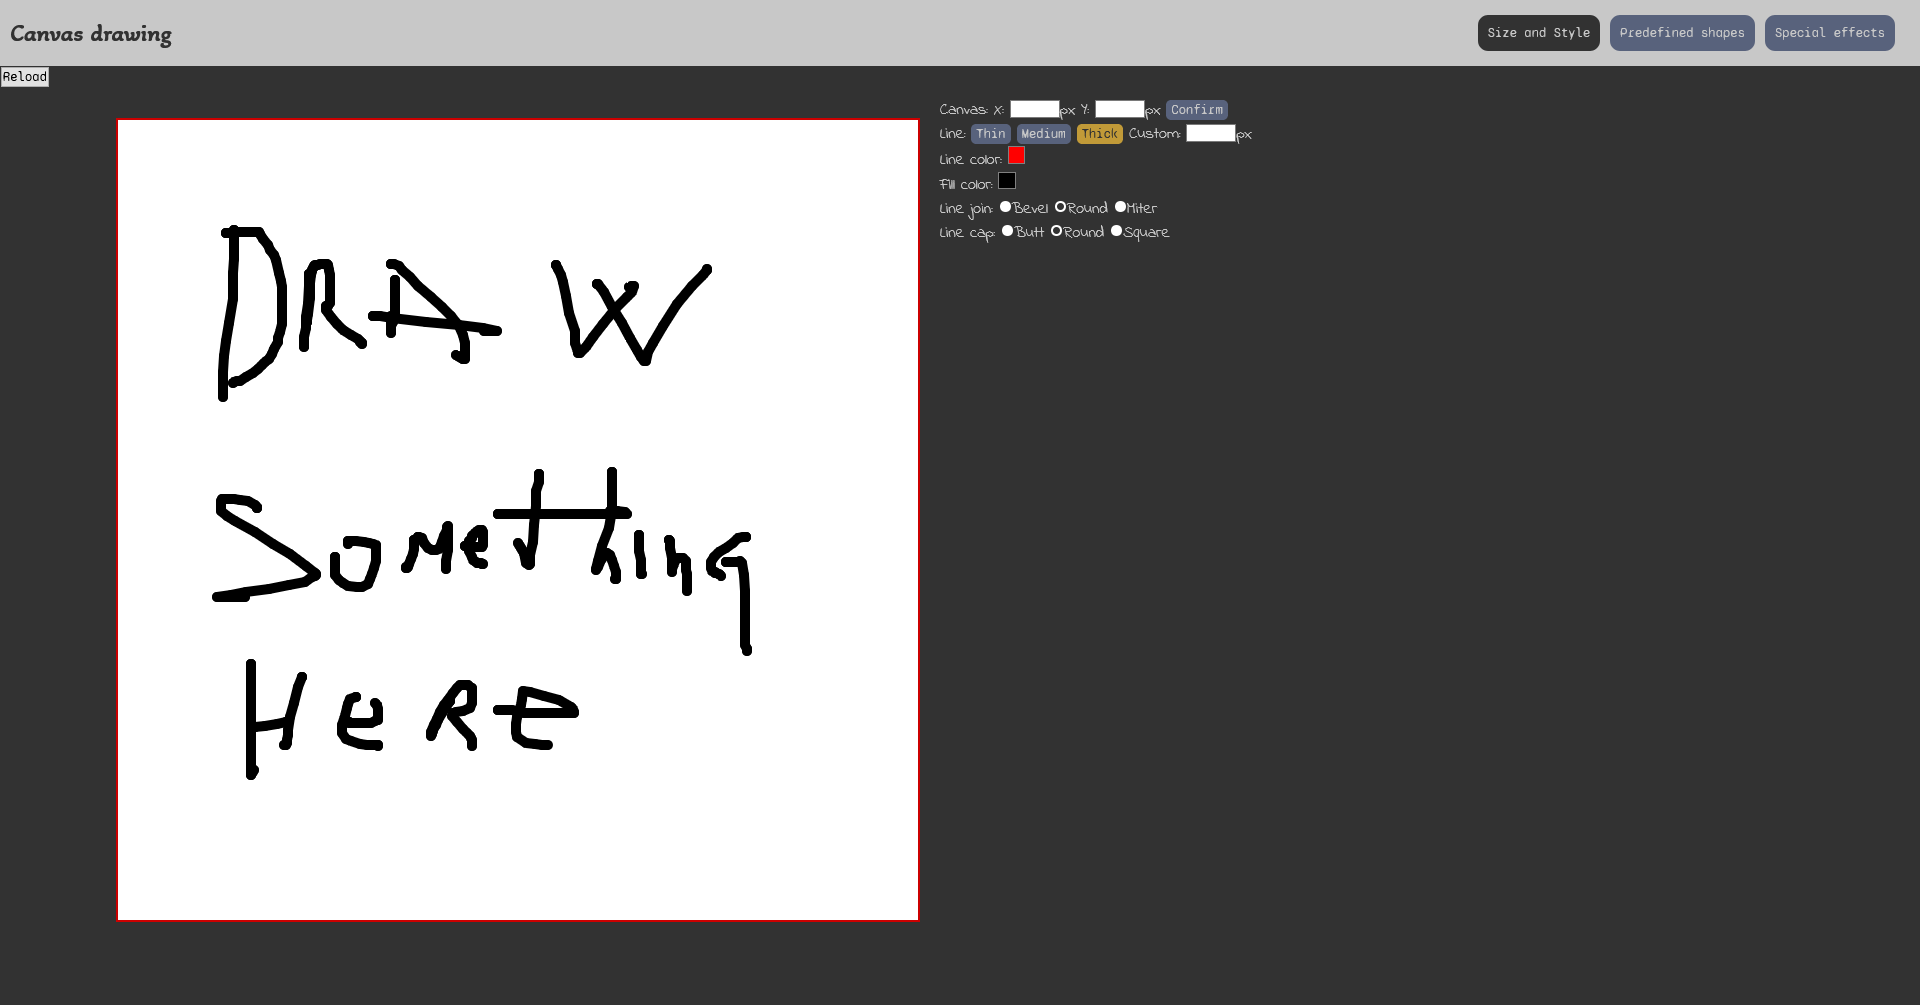 Canvas drawing Size and Style Predefined shapes Special effects
Reload
Canvas: X: px Y: px Confirm
Line: Thin Medium Thick Custom: px
Line color:
Fill color:
Line join: Bevel Round Miter
Line cap: Butt Round Square
DRAW
SomeTHing
HeRe